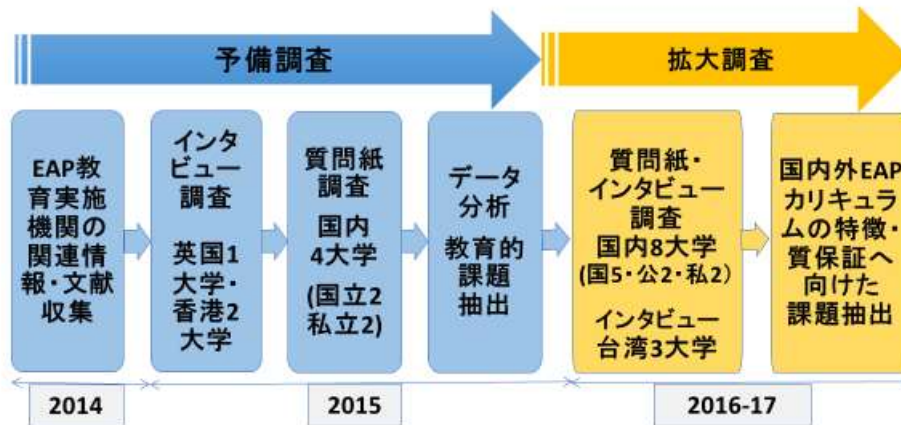 予備調査
拡大調査
EAP教
育実施
機関の
関連情
報・文献
収集
インタ
ビュー
調査
英国1
大学・
香港2
大学
質問紙
調査
国内
4大学
(国立2
私立2)
データ
分析
教育的
課題
抽出
質問紙・
インタビュー
調査
国内8大学
(国5・公2・私2)
インタビュー
台湾3大学
国内外EAP
カリキュラ
ムの特徴・
質保証へ
向けた
課題抽出
2014
2015
2016-17